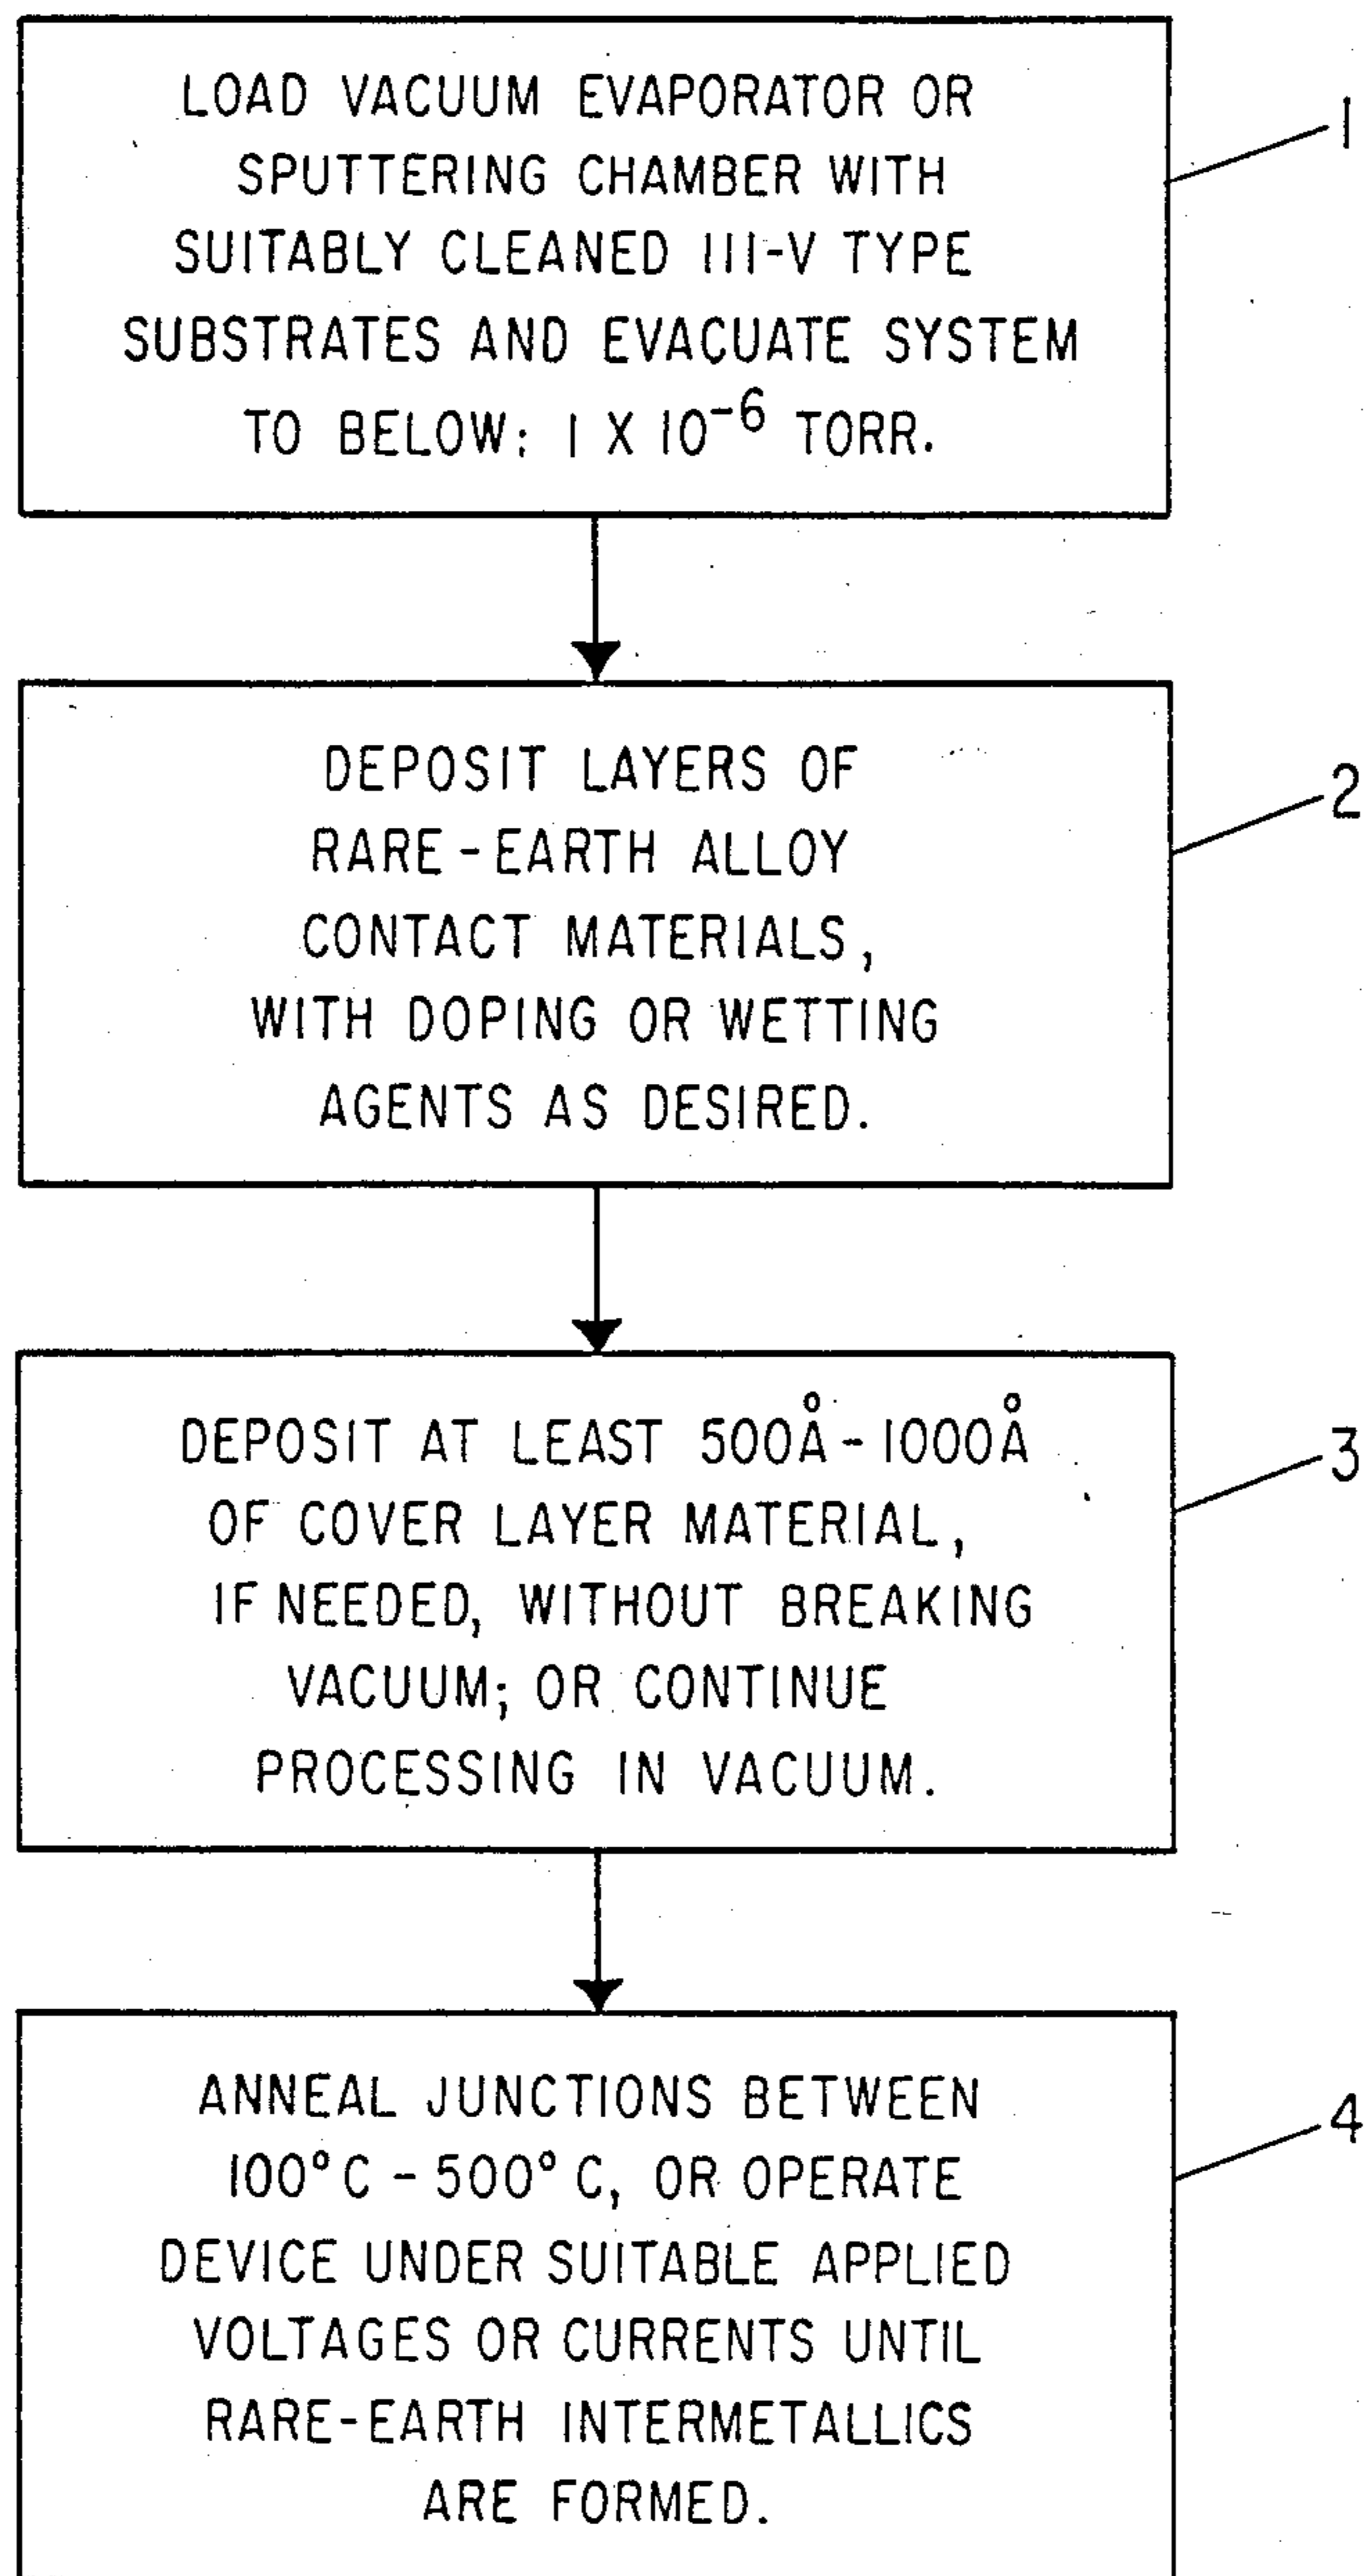 LOAD VACUUM EVAPORATOR OR
SPUTTERING CHAMBER WITH
SUITABLY CLEANED III-V TYPE
SUBSTRATES AND EVACUATE SYSTEM
TO BELOW: 1 X 10⁻⁶ TORR.
1
DEPOSIT LAYERS OF
RARE-EARTH ALLOY
CONTACT MATERIALS,
WITH DOPING OR WETTING
AGENTS AS DESIRED.
2
DEPOSIT AT LEAST 500Å-1000Å
OF COVER LAYER MATERIAL,
IF NEEDED, WITHOUT BREAKING
VACUUM; OR CONTINUE
PROCESSING IN VACUUM.
3
ANNEAL JUNCTIONS BETWEEN
100°C - 500°C, OR OPERATE
DEVICE UNDER SUITABLE APPLIED
VOLTAGES OR CURRENTS UNTIL
RARE-EARTH INTERMETALLICS
ARE FORMED.
4